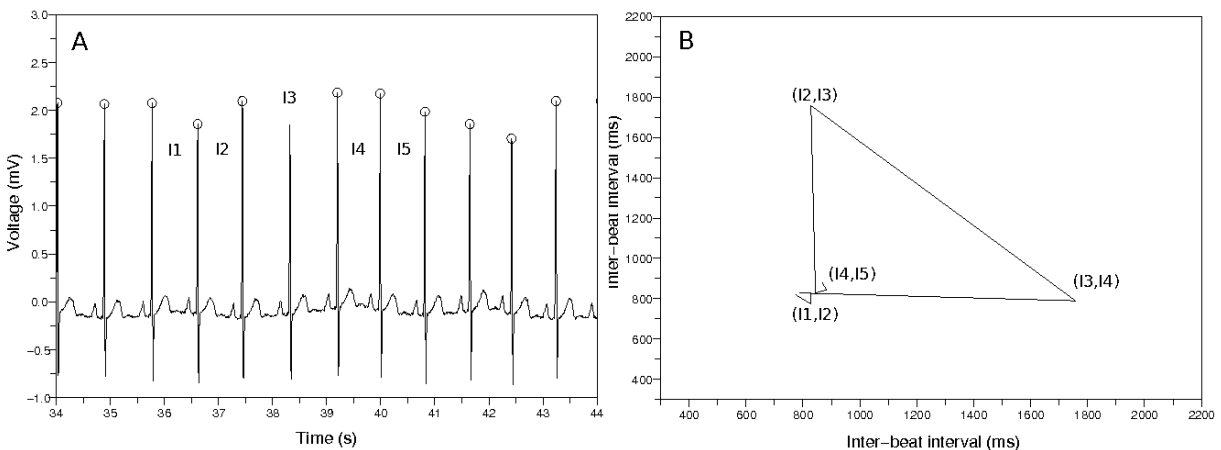 A
3.0
2.5
2.0
1.5
1.0
0.5
0.0
−0.5
−1.0
Voltage (mV)
I1
I2
I3
I4
I5
34
35
36
37
38
39
40
41
42
43
44
Time (s)
B
2200
2000
1800
1600
1400
1200
1000
800
600
400
Inter−beat interval (ms)
(I2,I3)
(I4,I5)
(I3,I4)
(I1,I2)
400
600
800
1000
1200
1400
1600
1800
2000
2200
Inter−beat interval (ms)